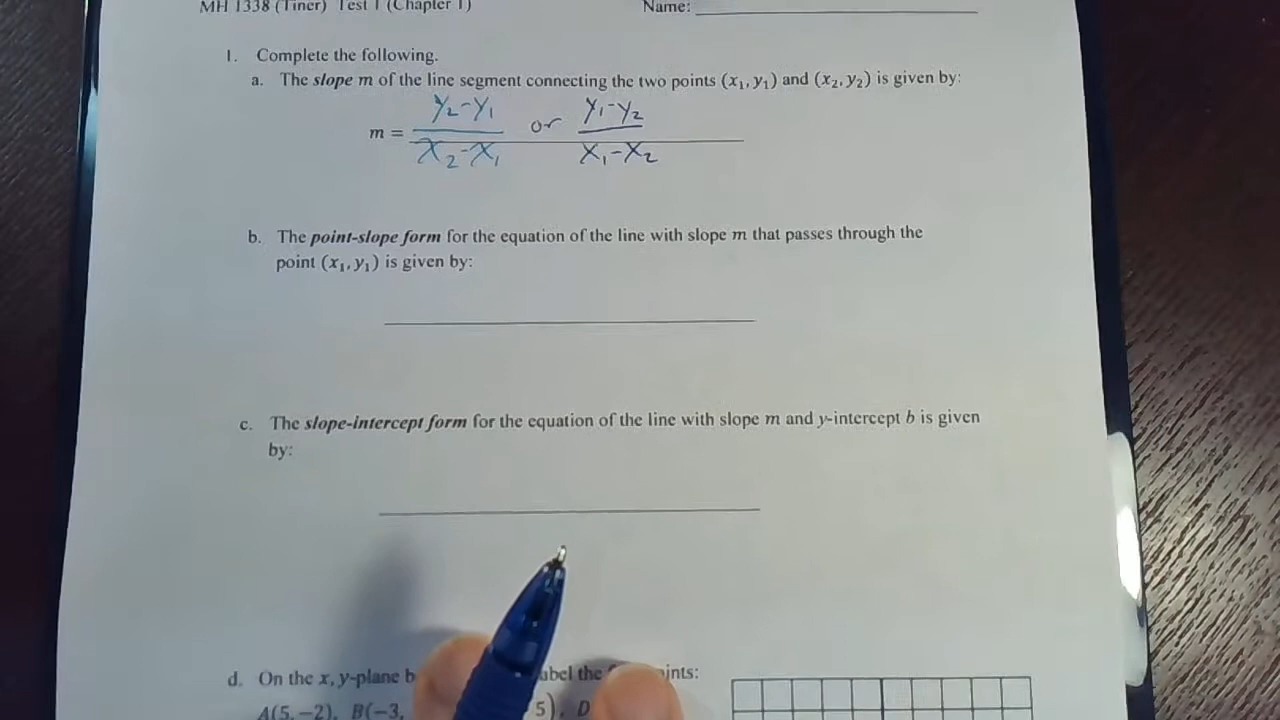 MH 1338 (Tiner) Test 1 (Chapter 1) Name:
1. Complete the following.
a. The slope m of the line segment connecting the two points (x₁, y₁) and (x₂, y₂) is given by:
m = y₂-y₁ / x₂-x₁ or y₁-y₂ / x₁-x₂
b. The point-slope form for the equation of the line with slope m that passes through the
point (x₁, y₁) is given by:
c. The slope-intercept form for the equation of the line with slope m and y-intercept b is given
by:
d. On the x, y-plane the
A(5, −2), B(−3, 5), D